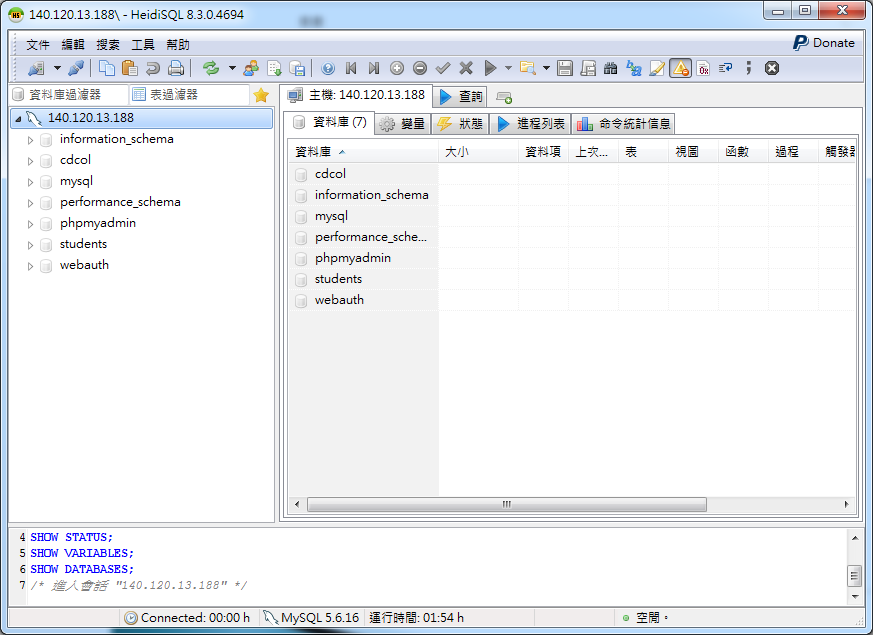 140.120.13.188\ - HeidiSQL 8.3.0.4694
文件 編輯 搜索 工具 幫助 Donate
資料庫過濾器 表過濾器 主機: 140.120.13.188 查詢
140.120.13.188
information_schema
cdcol
mysql
performance_schema
phpmyadmin
students
webauth
資料庫 (7) 變量 狀態 進程列表 命令統計信息
資料庫 大小 資料項 上次... 表 視圖 函數 過程 觸發器
cdcol
information_schema
mysql
performance_sche...
phpmyadmin
students
webauth
4 SHOW STATUS;
5 SHOW VARIABLES;
6 SHOW DATABASES;
7 /* 進入會話 "140.120.13.188" */
Connected: 00:00 h MySQL 5.6.16 運行時間: 01:54 h 空閒。